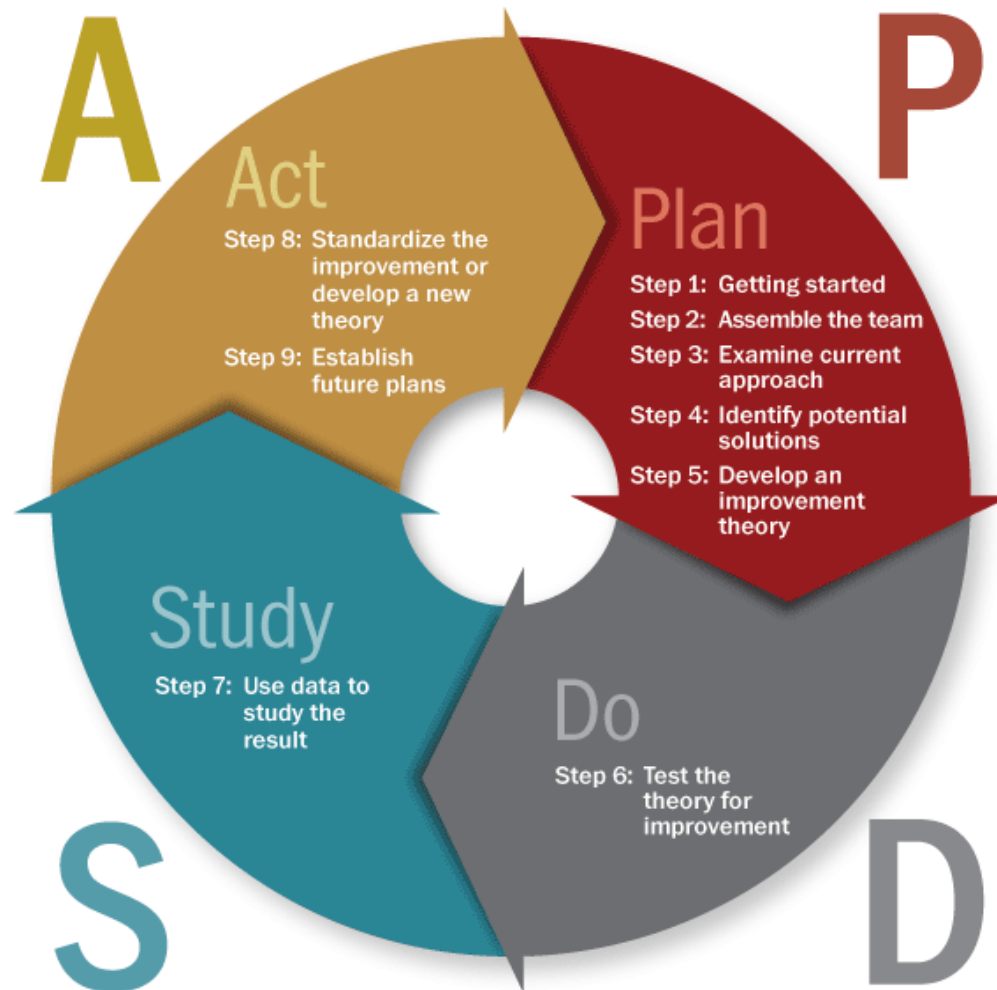 A
P
Act
Step 8: Standardize the
improvement or
develop a new
theory
Step 9: Establish
future plans
Plan
Step 1: Getting started
Step 2: Assemble the team
Step 3: Examine current
approach
Step 4: Identify potential
solutions
Step 5: Develop an
improvement
theory
Study
Step 7: Use data to
study the
result
Do
Step 6: Test the
theory for
improvement
S
D